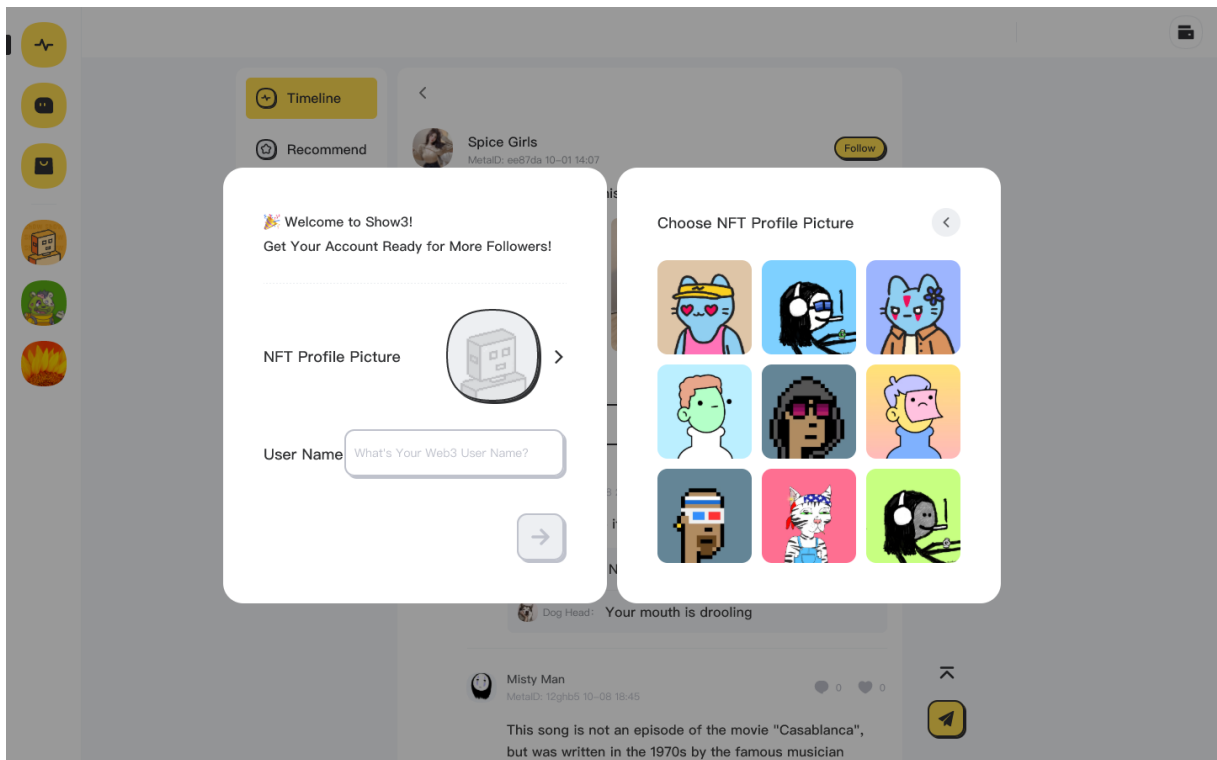 Timeline
Recommend
Spice Girls
MetaID: ee87da 10-01 14:07
Follow
🎉 Welcome to Show3!
Get Your Account Ready for More Followers!
NFT Profile Picture
User Name
What's Your Web3 User Name?
Choose NFT Profile Picture
Dog Head:
Your mouth is drooling
Misty Man
MetaID: 12ghb5 10-08 18:45
0
0
This song is not an episode of the movie "Casablanca",
but was written in the 1970s by the famous musician